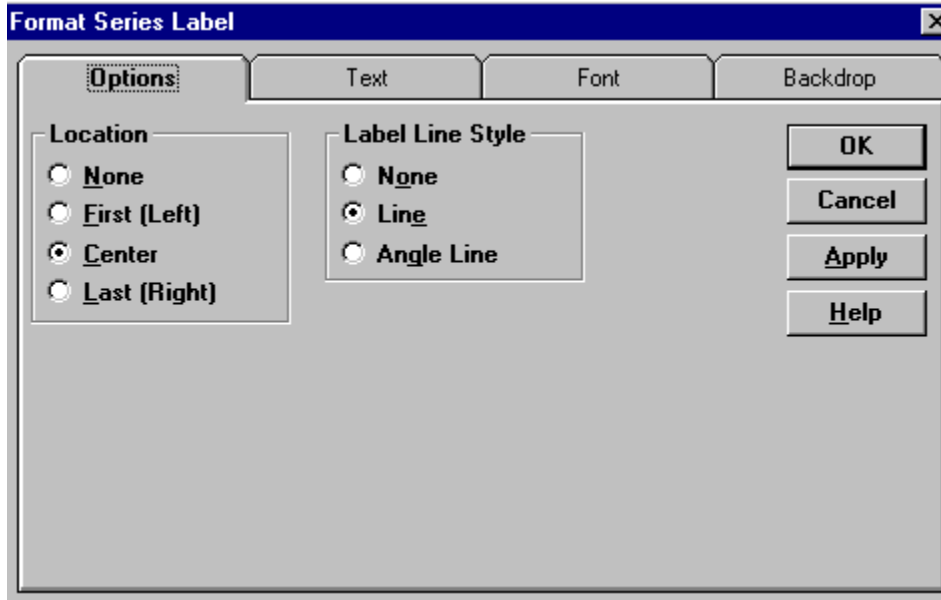 Format Series Label
Options
Text
Font
Backdrop
Location
None
First (Left)
Center
Last (Right)
Label Line Style
None
Line
Angle Line
OK
Cancel
Apply
Help